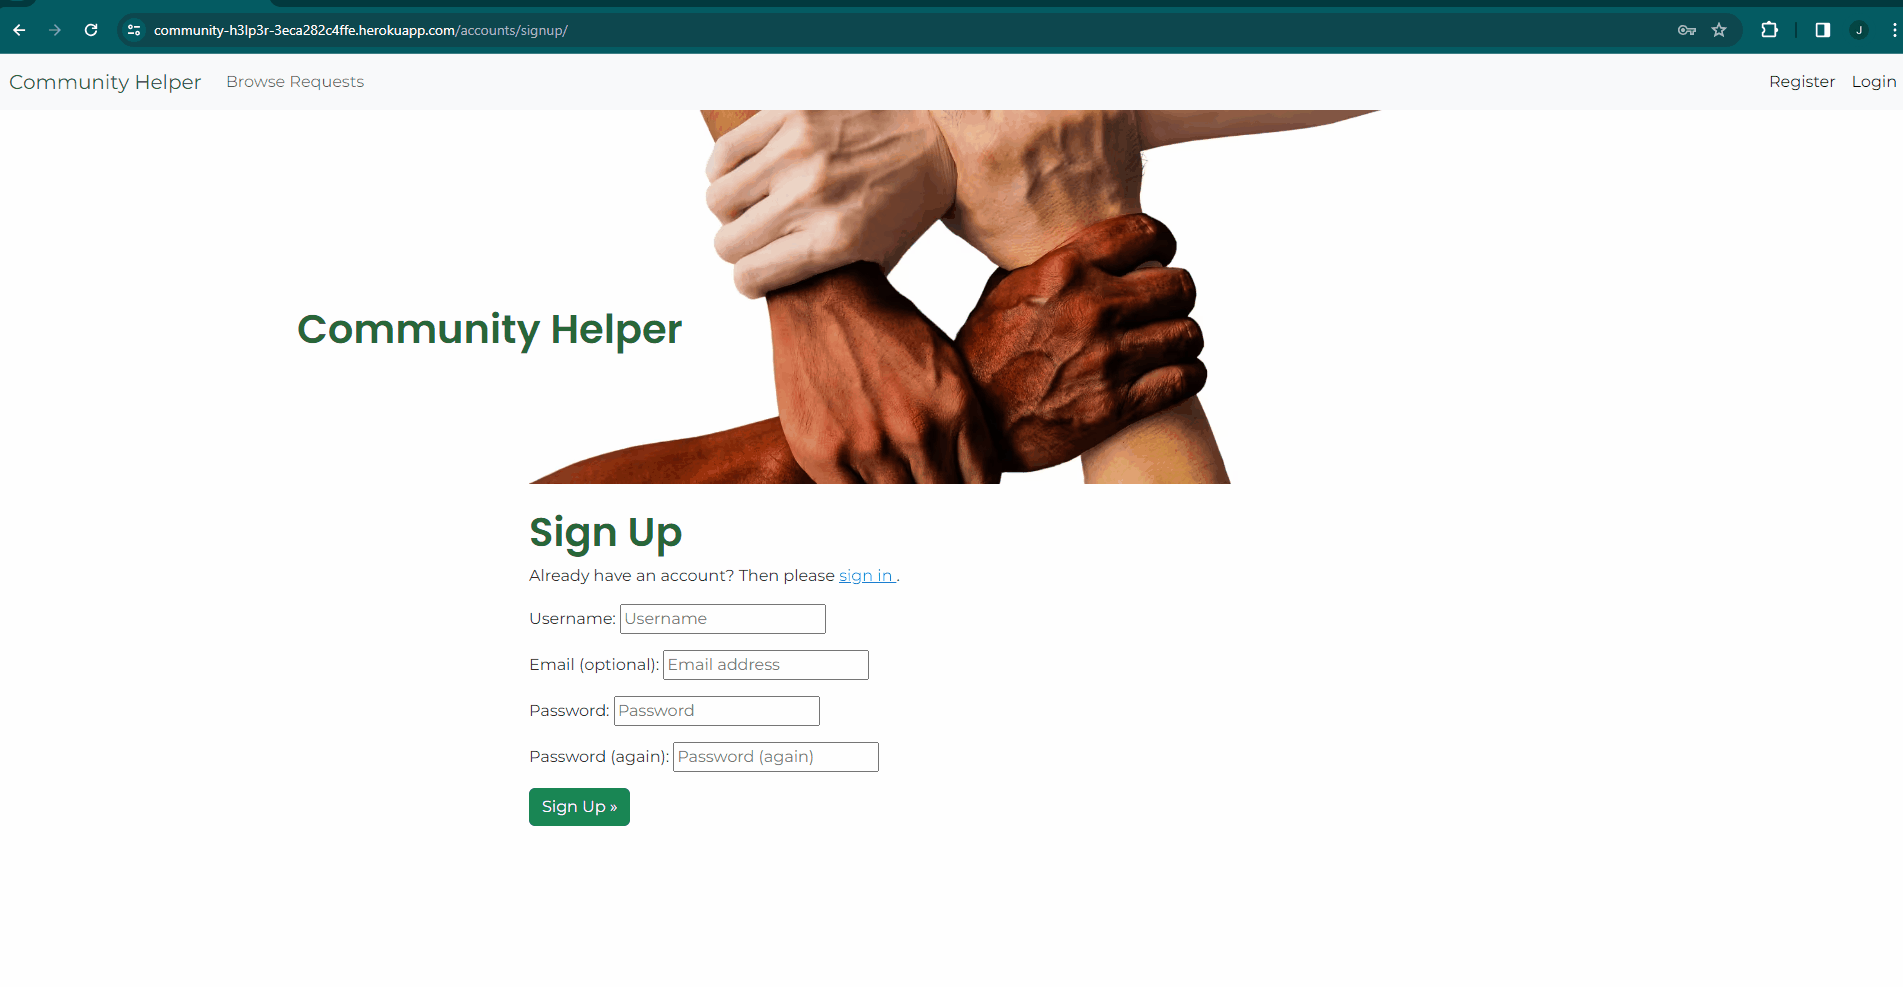 community-h3lp3r-3eca282c4ffe.herokuapp.com/accounts/signup/
J
Community Helper Browse Requests Register Login
Community Helper
Sign Up
Already have an account? Then please sign in .
Username: Username
Email (optional): Email address
Password: Password
Password (again): Password (again)
Sign Up »